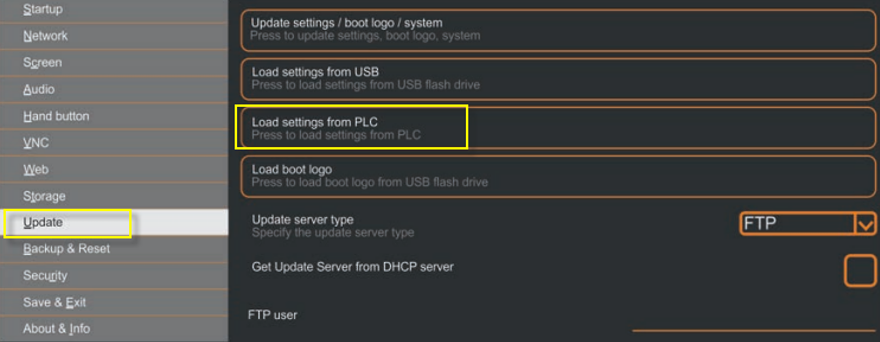 Startup
Network
Screen
Audio
Hand button
VNC
Web
Storage
Update
Backup & Reset
Security
Save & Exit
About & Info
Update settings / boot logo / system
Press to update settings, boot logo, system
Load settings from USB
Press to load settings from USB flash drive
Load settings from PLC
Press to load settings from PLC
Load boot logo
Press to load boot logo from USB flash drive
Update server type
Specify the update server type
FTP
Get Update Server from DHCP server
FTP user